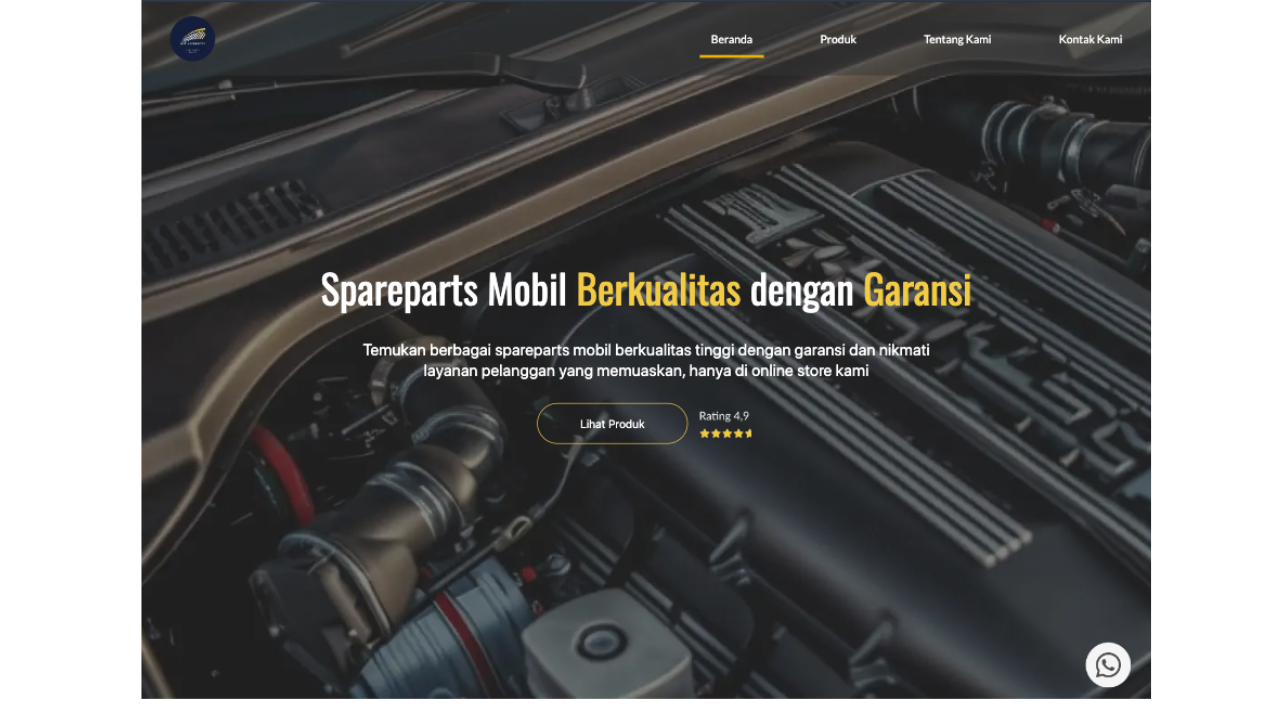 Beranda
Produk
Tentang Kami
Kontak Kami
Spareparts Mobil Berkualitas dengan Garansi
Temukan berbagai spareparts mobil berkualitas tinggi dengan garansi dan nikmati
layanan pelanggan yang memuaskan, hanya di online store kami
Lihat Produk
Rating 4,9